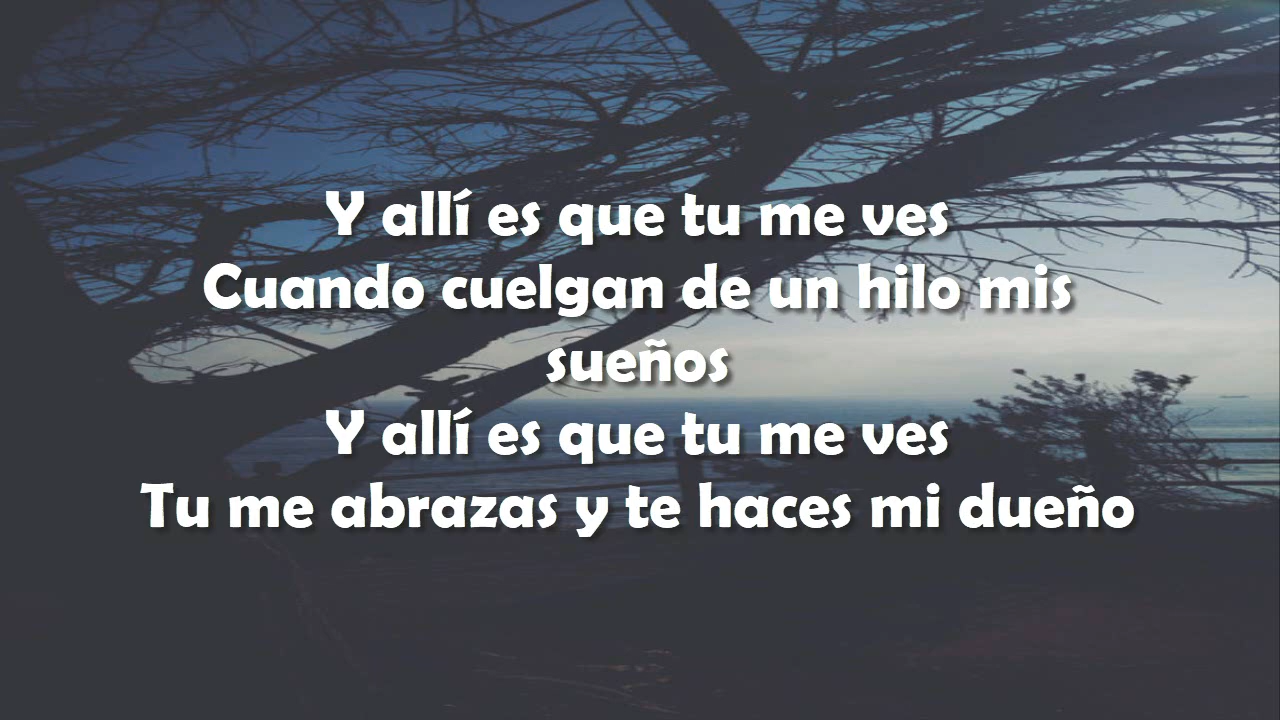 Y allí es que tu me ves
Cuando cuelgan de un hilo mis
sueños
Y allí es que tu me ves
Tu me abrazas y te haces mi dueño